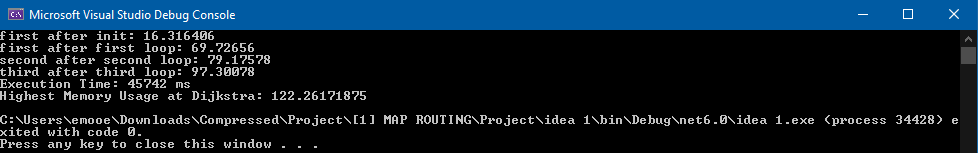 Microsoft Visual Studio Debug Console
first after init: 16.316406
first after first loop: 69.72656
second after second loop: 79.17578
third after third loop: 97.30078
Execution Time: 45742 ms
Highest Memory Usage at Dijkstra: 122.26171875
C:\Users\emooe\Downloads\Compressed\Project\[1] MAP ROUTING\Project\idea 1\bin\Debug\net6.0\idea 1.exe (process 34428) e
xited with code 0.
Press any key to close this window . . .